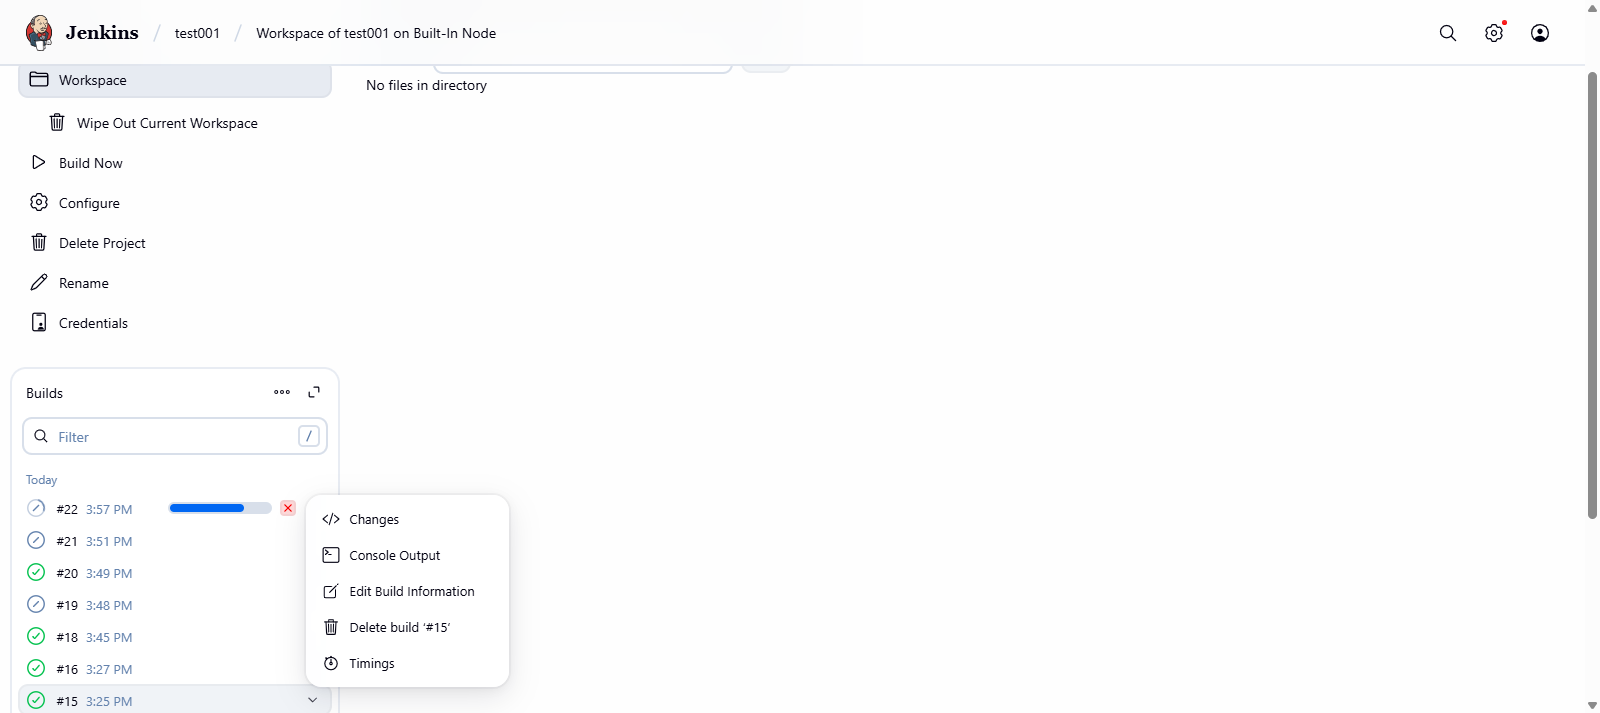 Jenkins / test001 / Workspace of test001 on Built-In Node
Workspace
No files in directory
Wipe Out Current Workspace
Build Now
Configure
Delete Project
Rename
Credentials
Builds
Filter /
Today
#22 3:57 PM
#21 3:51 PM
#20 3:49 PM
#19 3:48 PM
#18 3:45 PM
#16 3:27 PM
#15 3:25 PM
Changes
Console Output
Edit Build Information
Delete build ‘#15’
Timings